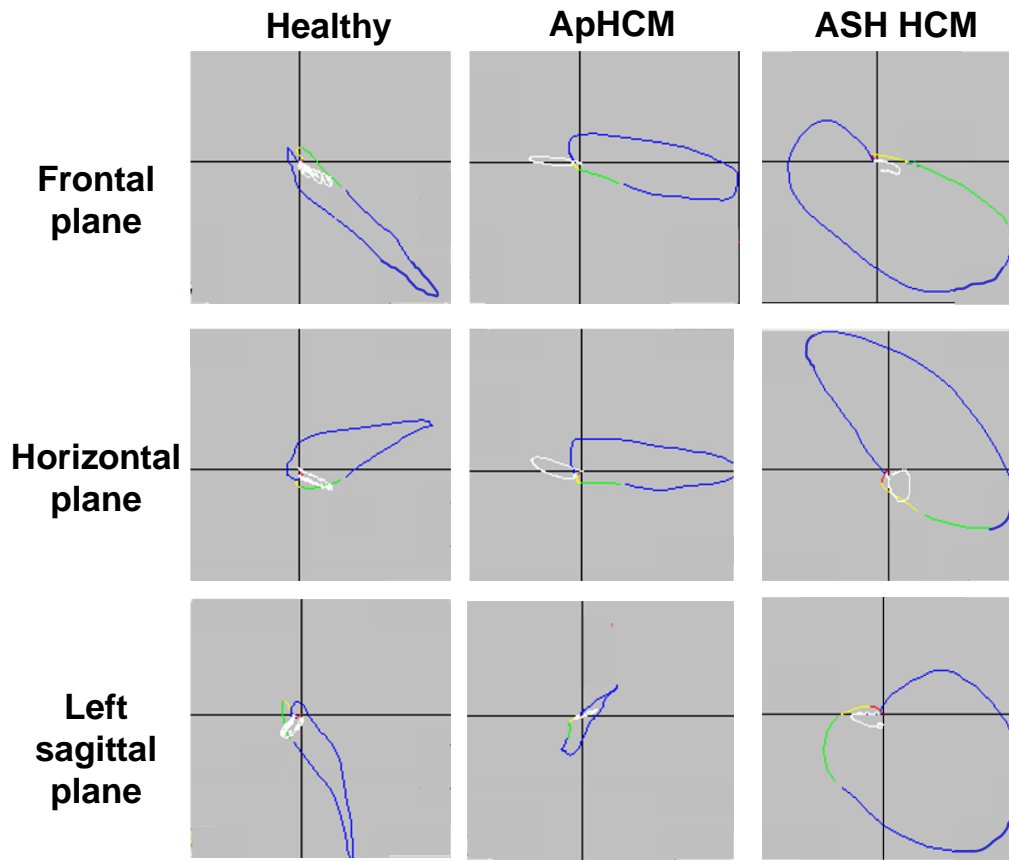 Healthy
ApHCM
ASH HCM
Frontal
plane
Horizontal
plane
Left
sagittal
plane